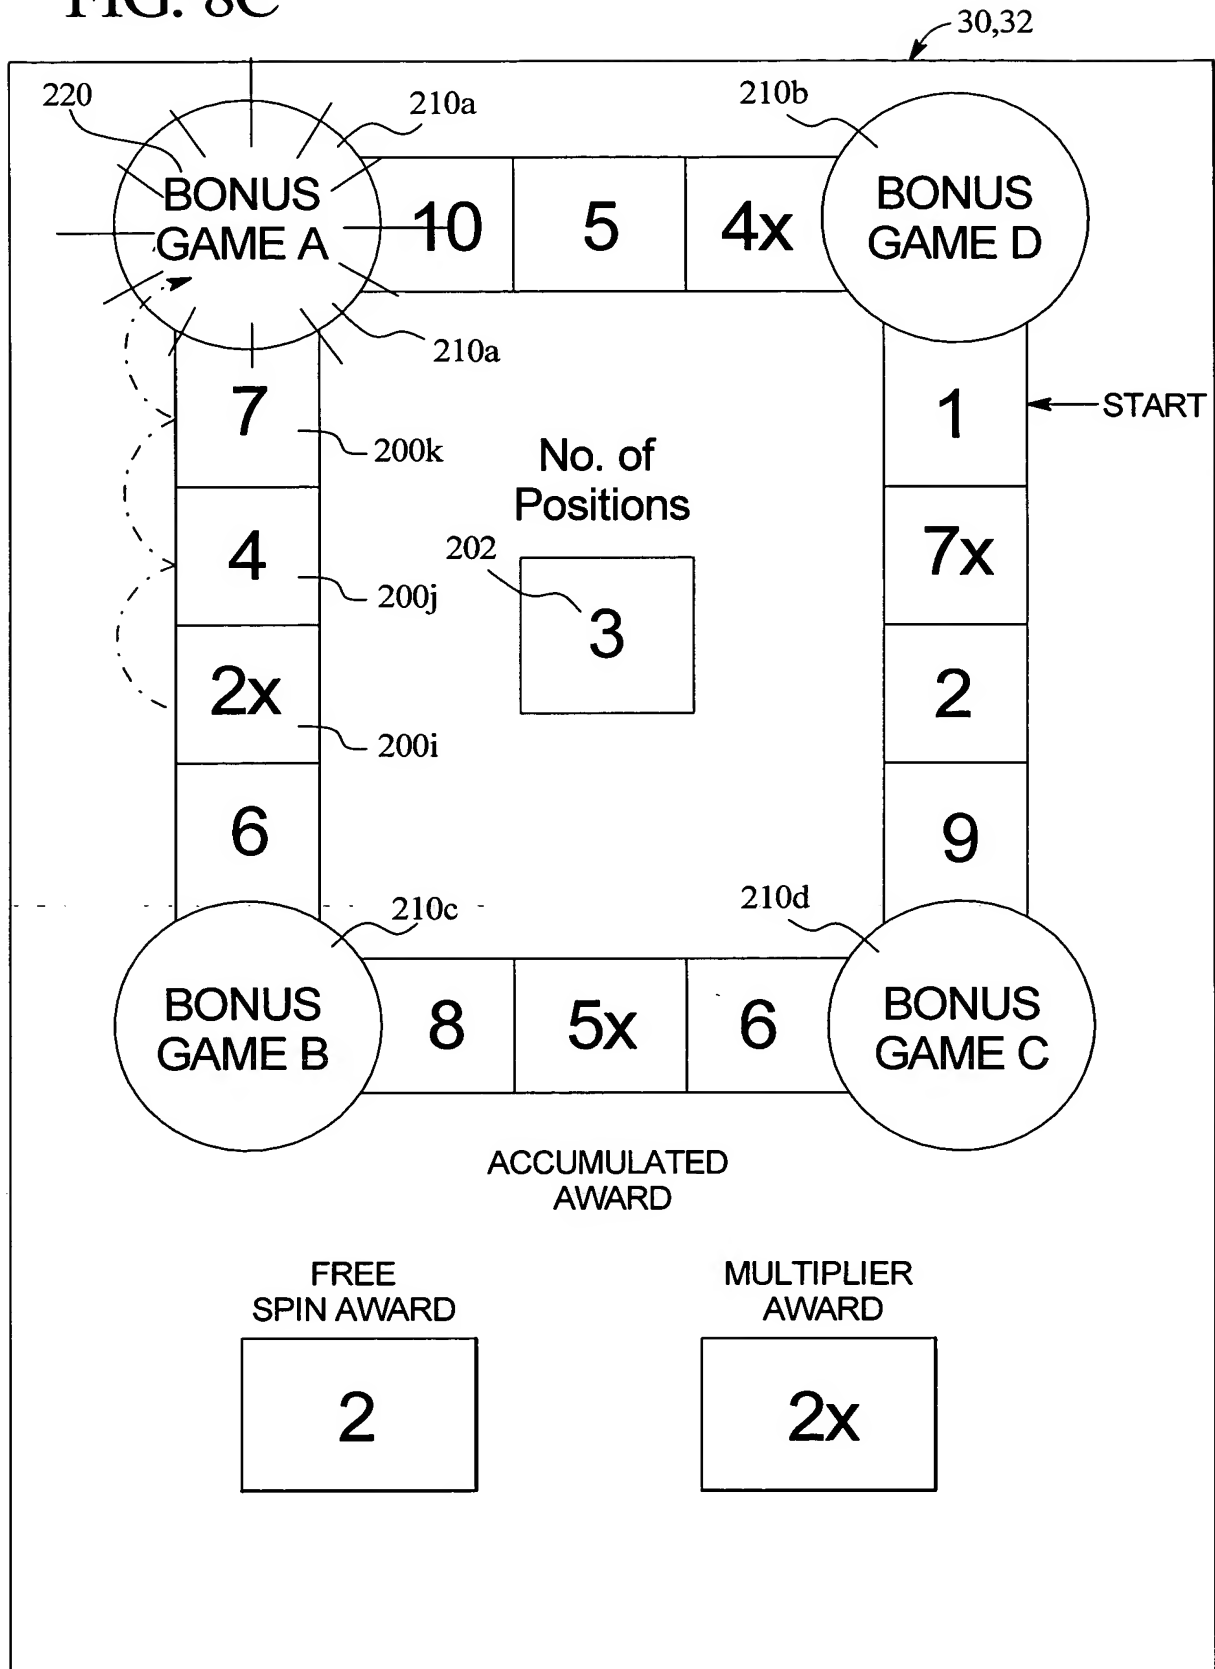 FIG. 8C
30,32
220
210a
210b
BONUS
GAME A
10
5
4x
BONUS
GAME D
210a
7
200k
1
START
No. of
Positions
4
200j
202
3
7x
2x
200i
2
6
9
210c
210d
BONUS
GAME B
8
5x
6
BONUS
GAME C
ACCUMULATED
AWARD
FREE
SPIN AWARD
MULTIPLIER
AWARD
2
2x